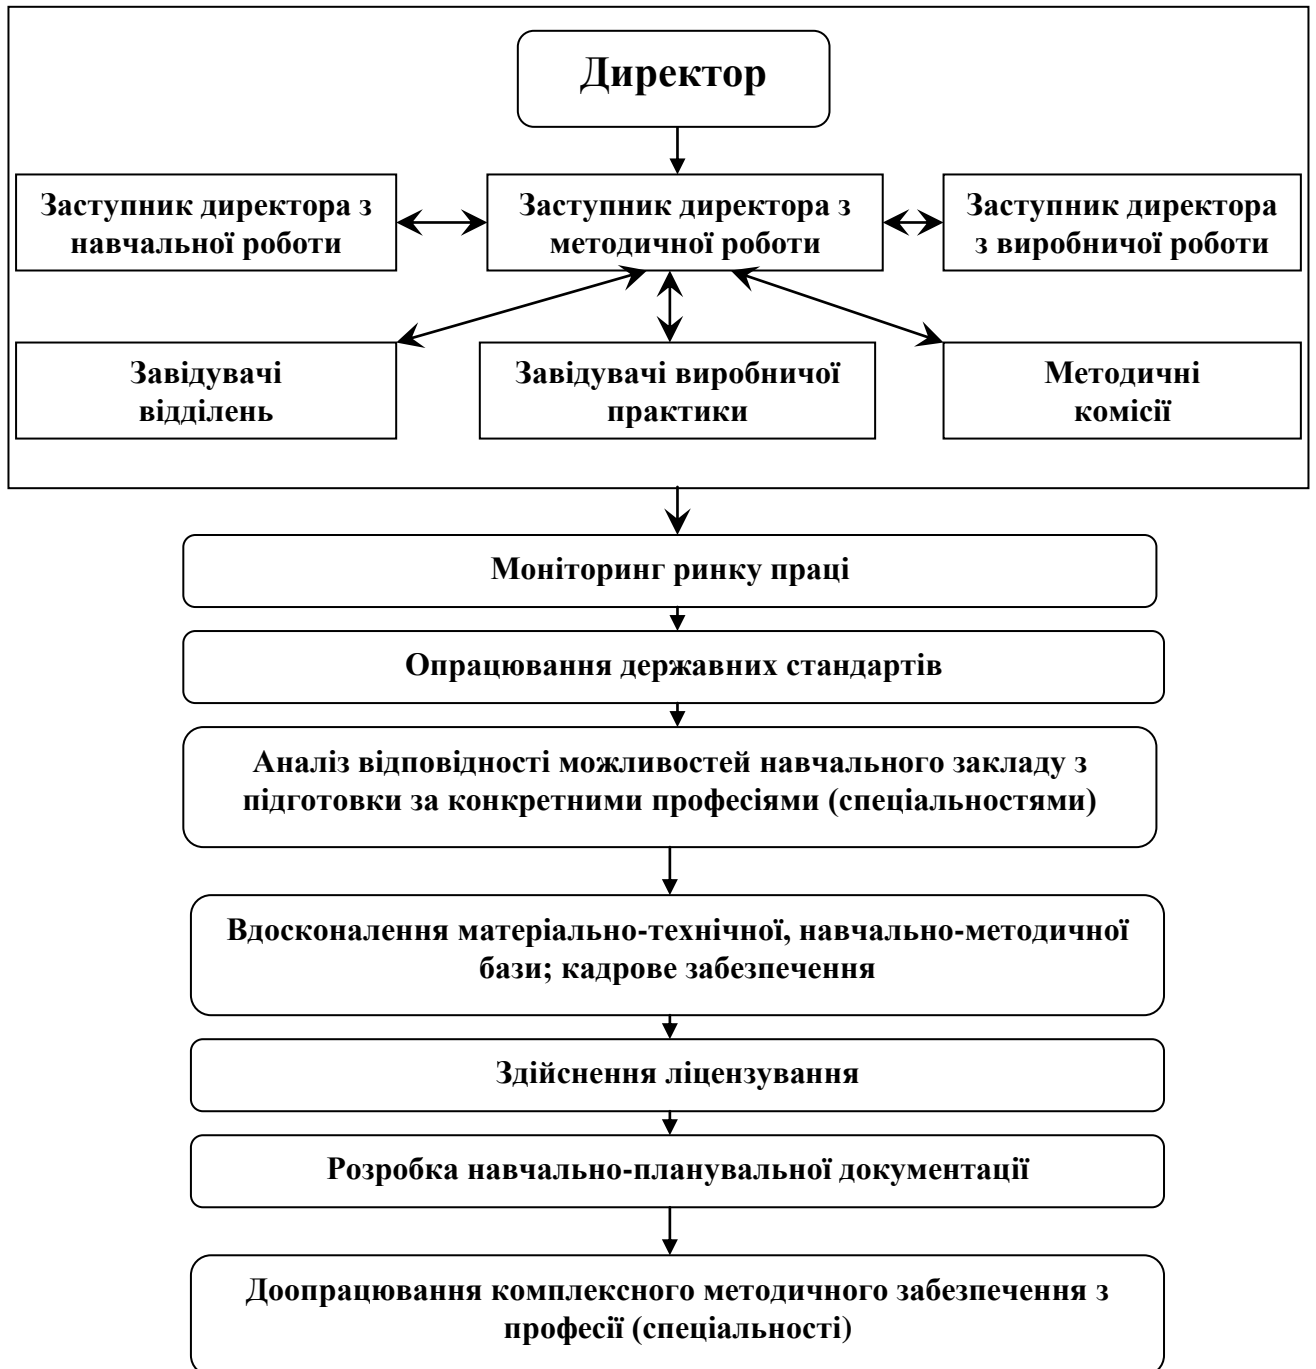 Директор
Заступник директора з
навчальної роботи
Заступник директора з
методичної роботи
Заступник директора
з виробничої роботи
Завідувачі
відділень
Завідувачі виробничої
практики
Методичні
комісії
Моніторинг ринку праці
Опрацювання державних стандартів
Аналіз відповідності можливостей навчального закладу з
підготовки за конкретними професіями (спеціальностями)
Вдосконалення матеріально-технічної, навчально-методичної
бази; кадрове забезпечення
Здійснення ліцензування
Розробка навчально-планувальної документації
Доопрацювання комплексного методичного забезпечення з
професії (спеціальності)